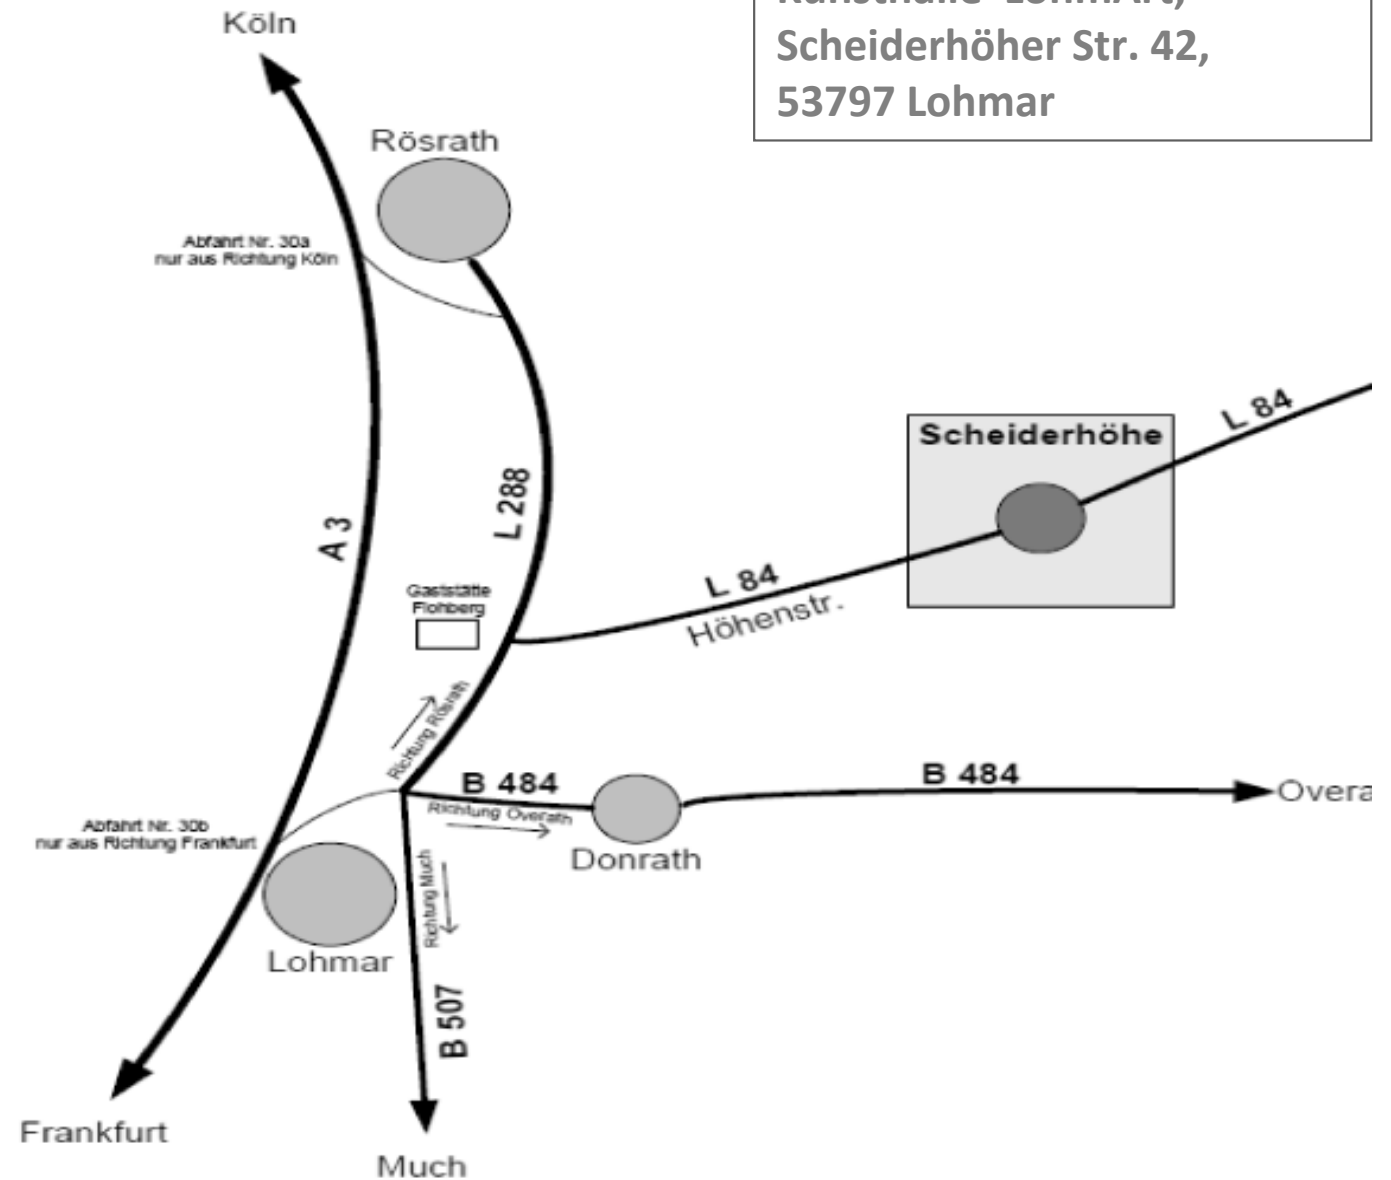 Köln
Scheiderhöher Str. 42,
53797 Lohmar
Rösrath
Abfahrt Nr. 30a
nur aus Richtung Köln
L 84
Scheiderhöhe
L 288
A 3
L 84
Höhenstr.
Gaststätte
Flohberg
Richtung Rösrath
B 484
B 484
Richtung Overath
Abfahrt Nr. 30b
nur aus Richtung Frankfurt
Donrath
Richtung Much
Lohmar
B 507
Frankfurt
Much